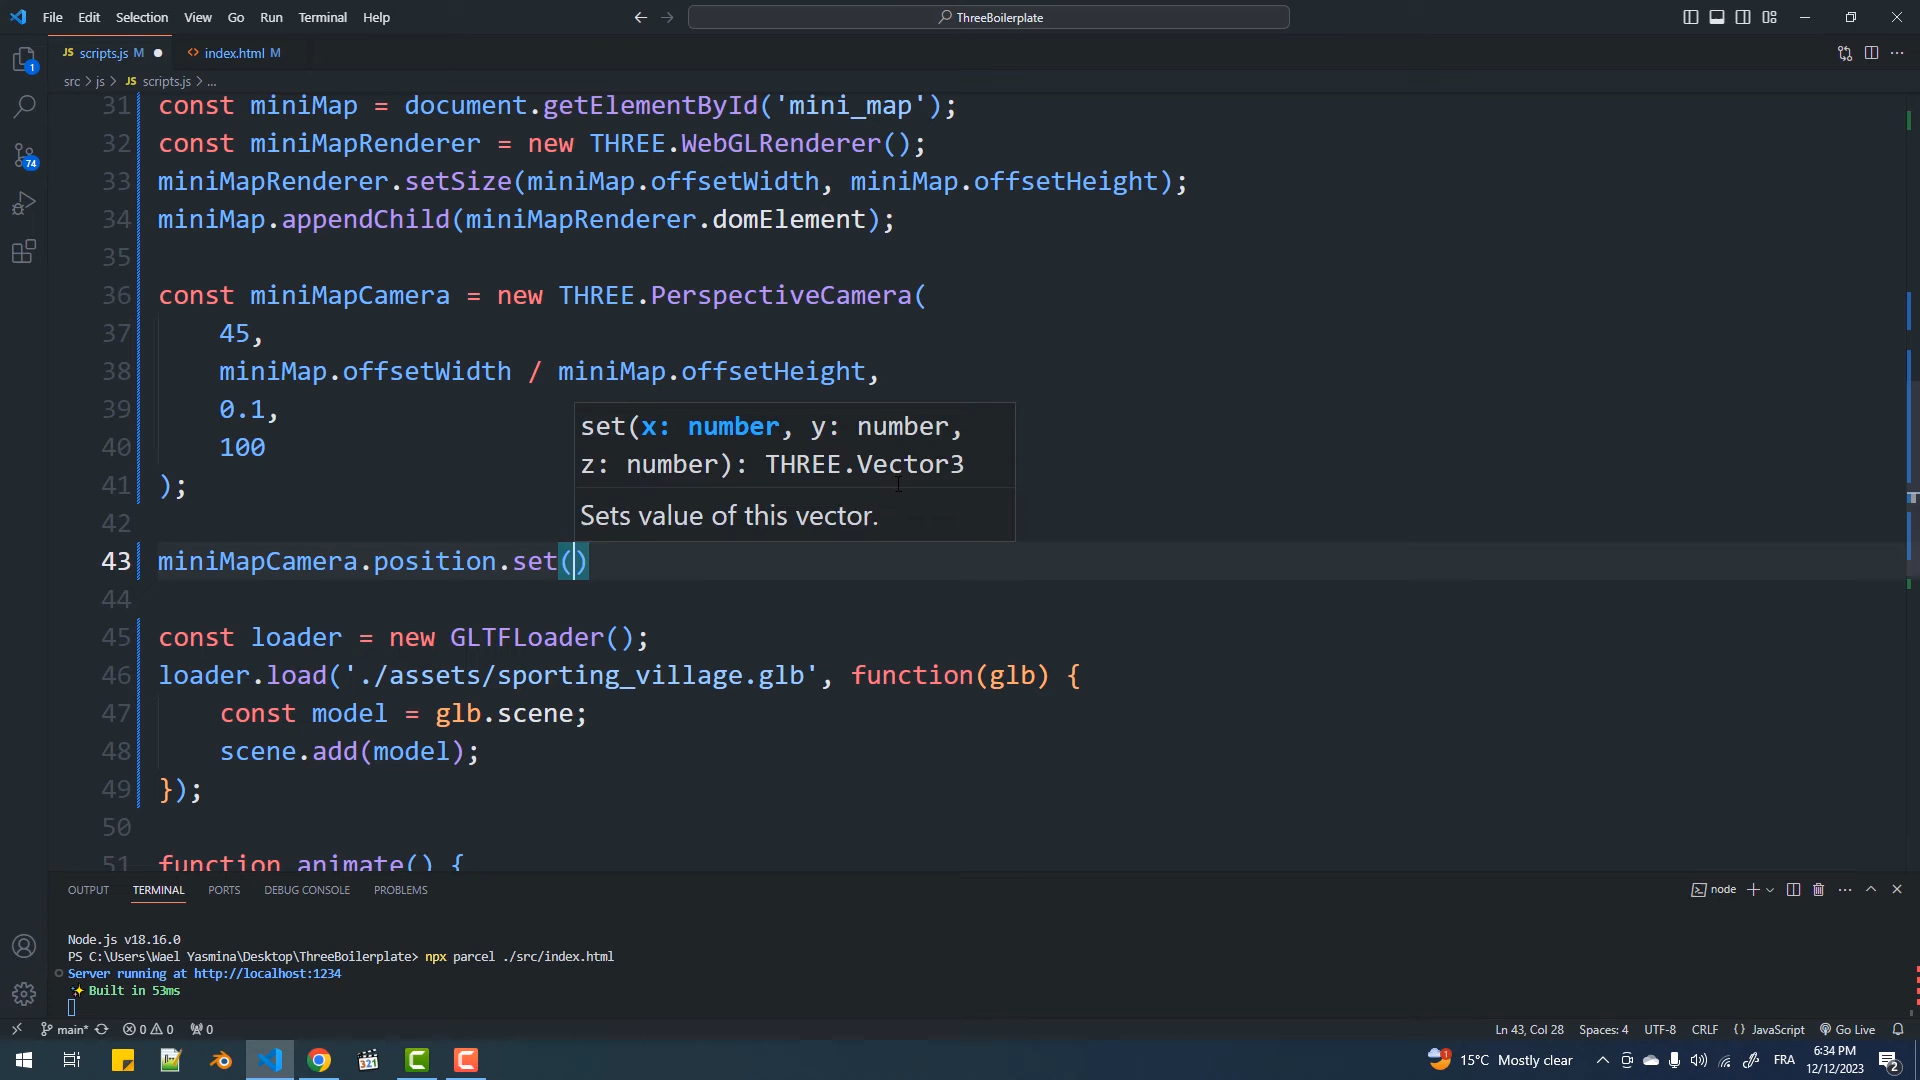 File Edit Selection View Go Run Terminal Help
ThreeBoilerplate
JS scripts.js M
<> index.html M
src > js > JS scripts.js > ...
31 const miniMap = document.getElementById('mini_map');
32 const miniMapRenderer = new THREE.WebGLRenderer();
33 miniMapRenderer.setSize(miniMap.offsetWidth, miniMap.offsetHeight);
34 miniMap.appendChild(miniMapRenderer.domElement);
35
36 const miniMapCamera = new THREE.PerspectiveCamera(
37 45,
38 miniMap.offsetWidth / miniMap.offsetHeight,
39 0.1,
40 100
set(x: number, y: number,
z: number): THREE.Vector3
Sets value of this vector.
41 );
42
43 miniMapCamera.position.set()
44
45 const loader = new GLTFLoader();
46 loader.load('./assets/sporting_village.glb', function(glb) {
47 const model = glb.scene;
48 scene.add(model);
49 });
50
51 function animate() {
OUTPUT TERMINAL PORTS DEBUG CONSOLE PROBLEMS
node
Node.js v18.16.0
PS C:\Users\Wael Yasmina\Desktop\ThreeBoilerplate> npx parcel ./src/index.html
Server running at http://localhost:1234
Built in 53ms
1
74
main* 0 0 0
Ln 43, Col 28 Spaces: 4 UTF-8 CRLF {} JavaScript Go Live
321
1
15°C Mostly clear
FRA
6:34 PM
12/12/2023
2